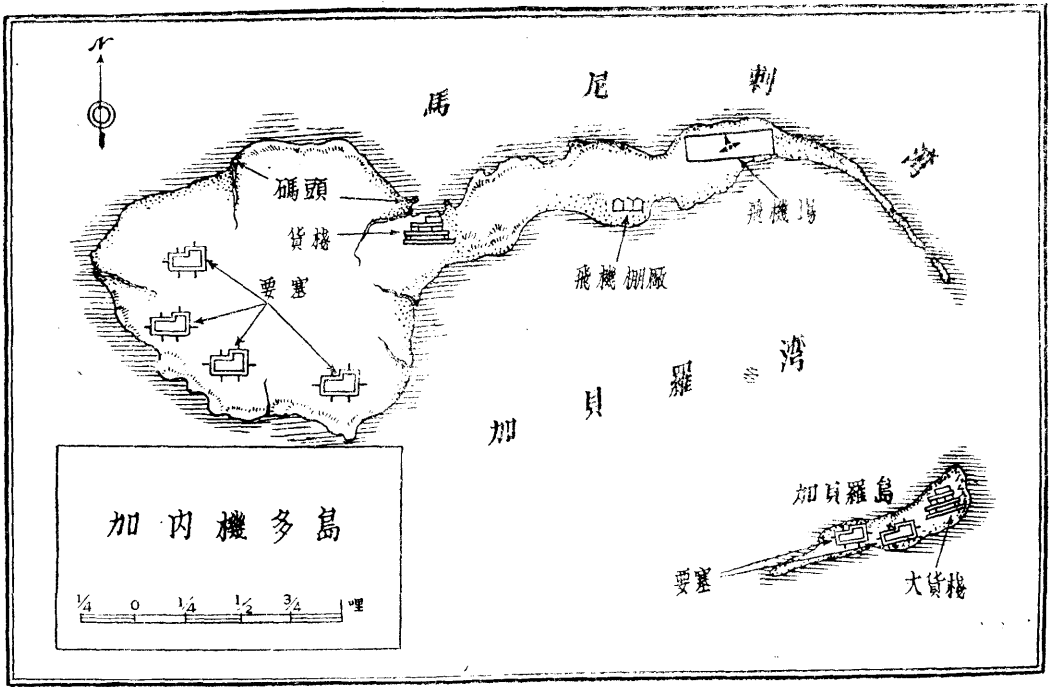 N
馬尼剌
碼頭
貨棧
飛機場
飛機棚廠
要塞
加貝羅湾
加貝羅島
要塞
大貨棧
加內機多島
1/4 0 1/4 1/2 3/4 哩